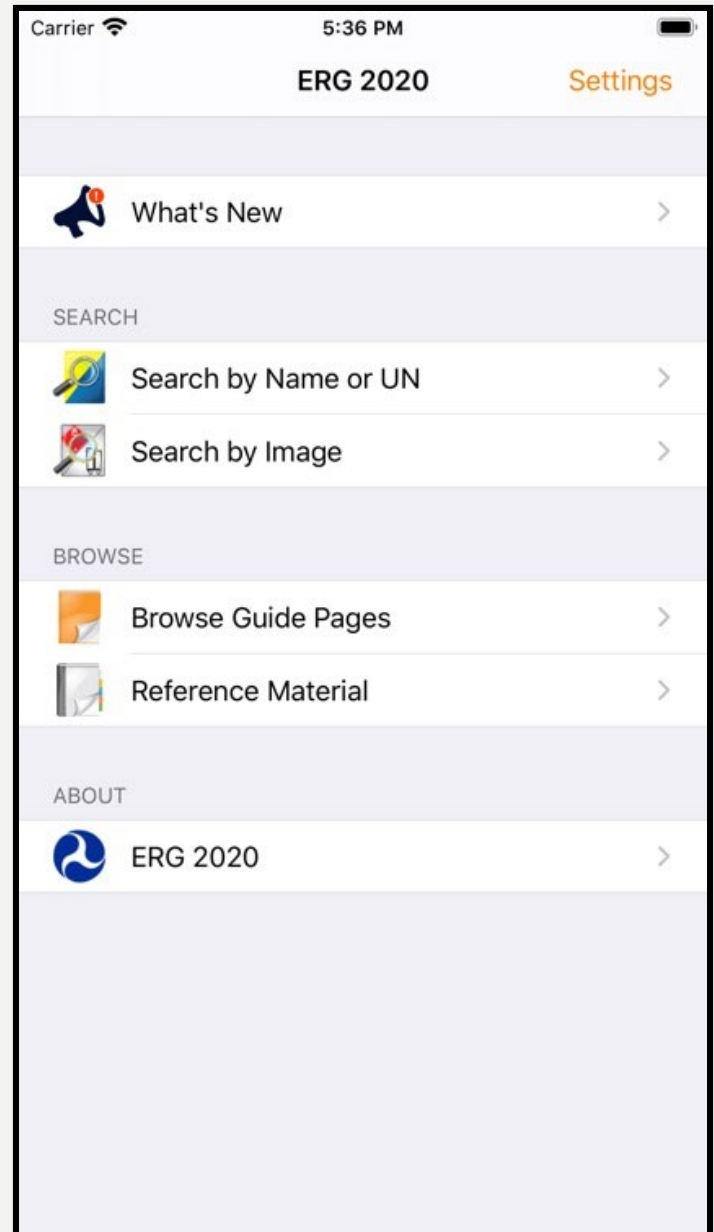 Carrier 5:36 PM
ERG 2020 Settings
What's New
SEARCH
Search by Name or UN
Search by Image
BROWSE
Browse Guide Pages
Reference Material
ABOUT
ERG 2020